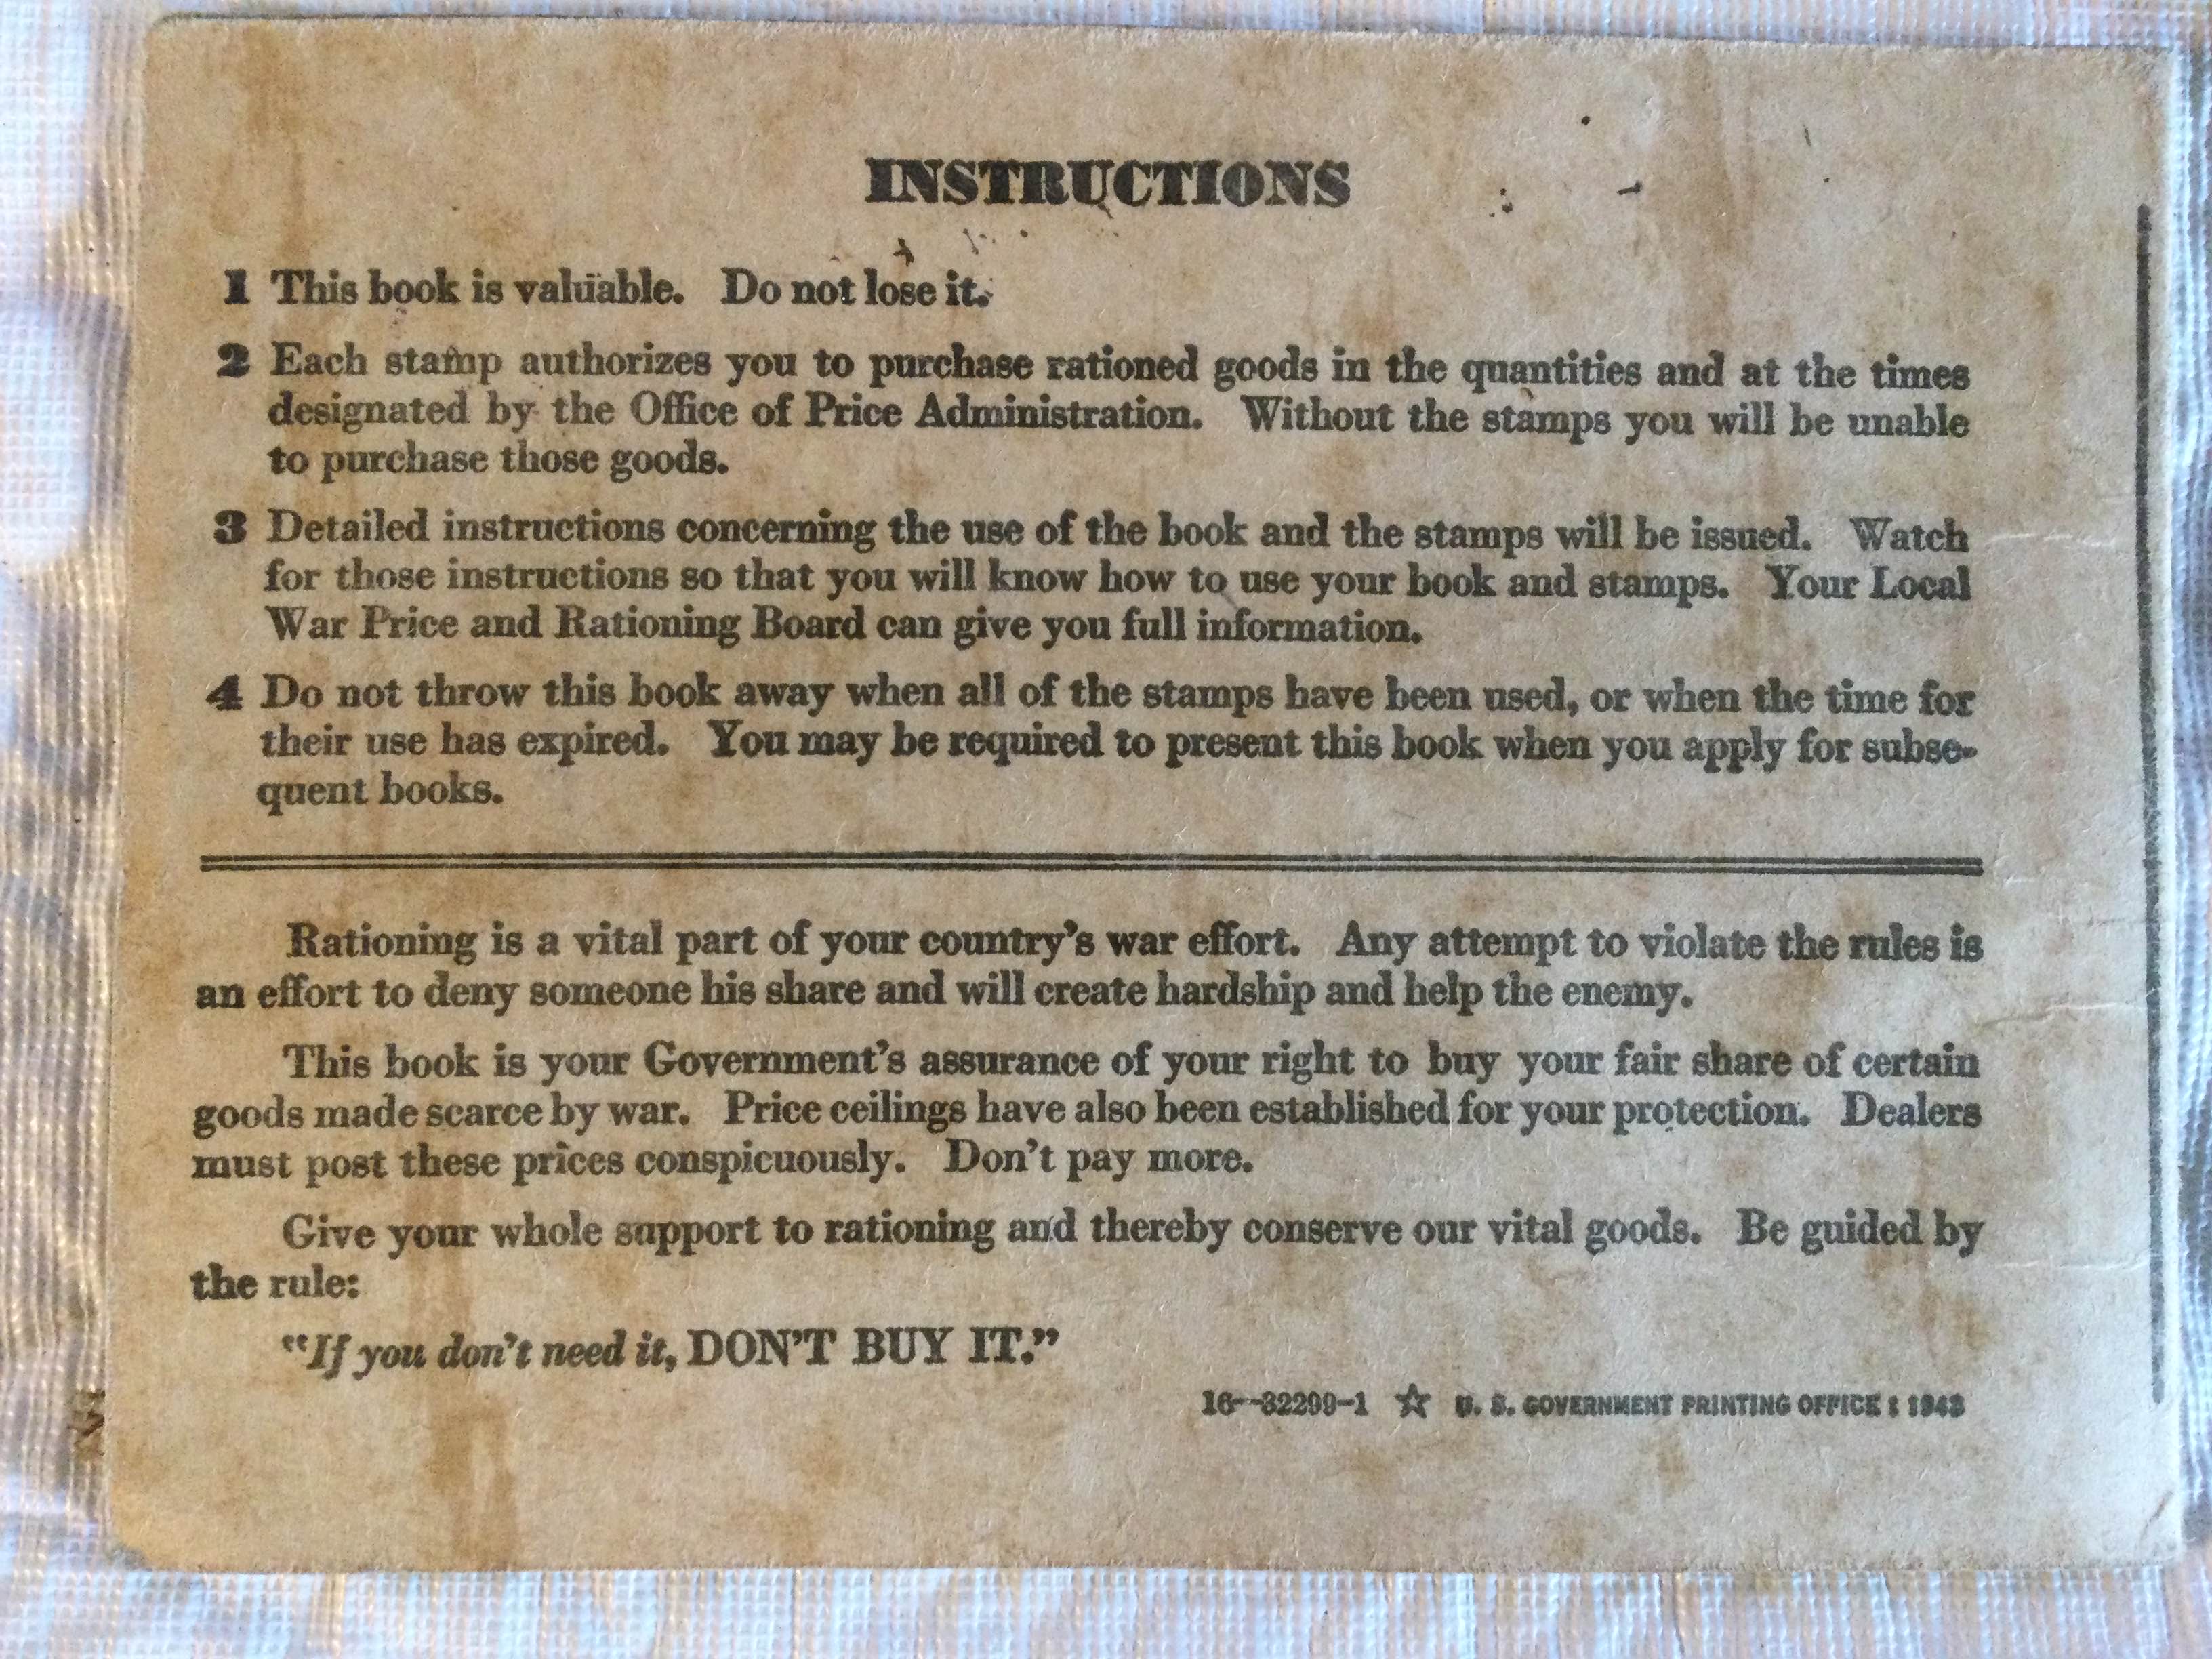 INSTRUCTIONS
1 This book is valuable. Do not lose it.
2 Each stamp authorizes you to purchase rationed goods in the quantities and at the times
designated by the Office of Price Administration. Without the stamps you will be unable
to purchase those goods.
3 Detailed instructions concerning the use of the book and the stamps will be issued. Watch
for those instructions so that you will know how to use your book and stamps. Your Local
War Price and Rationing Board can give you full information.
4 Do not throw this book away when all of the stamps have been used, or when the time for
their use has expired. You may be required to present this book when you apply for subse-
quent books.
Rationing is a vital part of your country's war effort. Any attempt to violate the rules is
an effort to deny someone his share and will create hardship and help the enemy.
This book is your Government's assurance of your right to buy your fair share of certain
goods made scarce by war. Price ceilings have also been established for your protection. Dealers
must post these prices conspicuously. Don't pay more.
Give your whole support to rationing and thereby conserve our vital goods. Be guided by
the rule:
"If you don't need it, DON'T BUY IT."
16—32299-1 ☆ U. S. GOVERNMENT PRINTING OFFICE : 1943